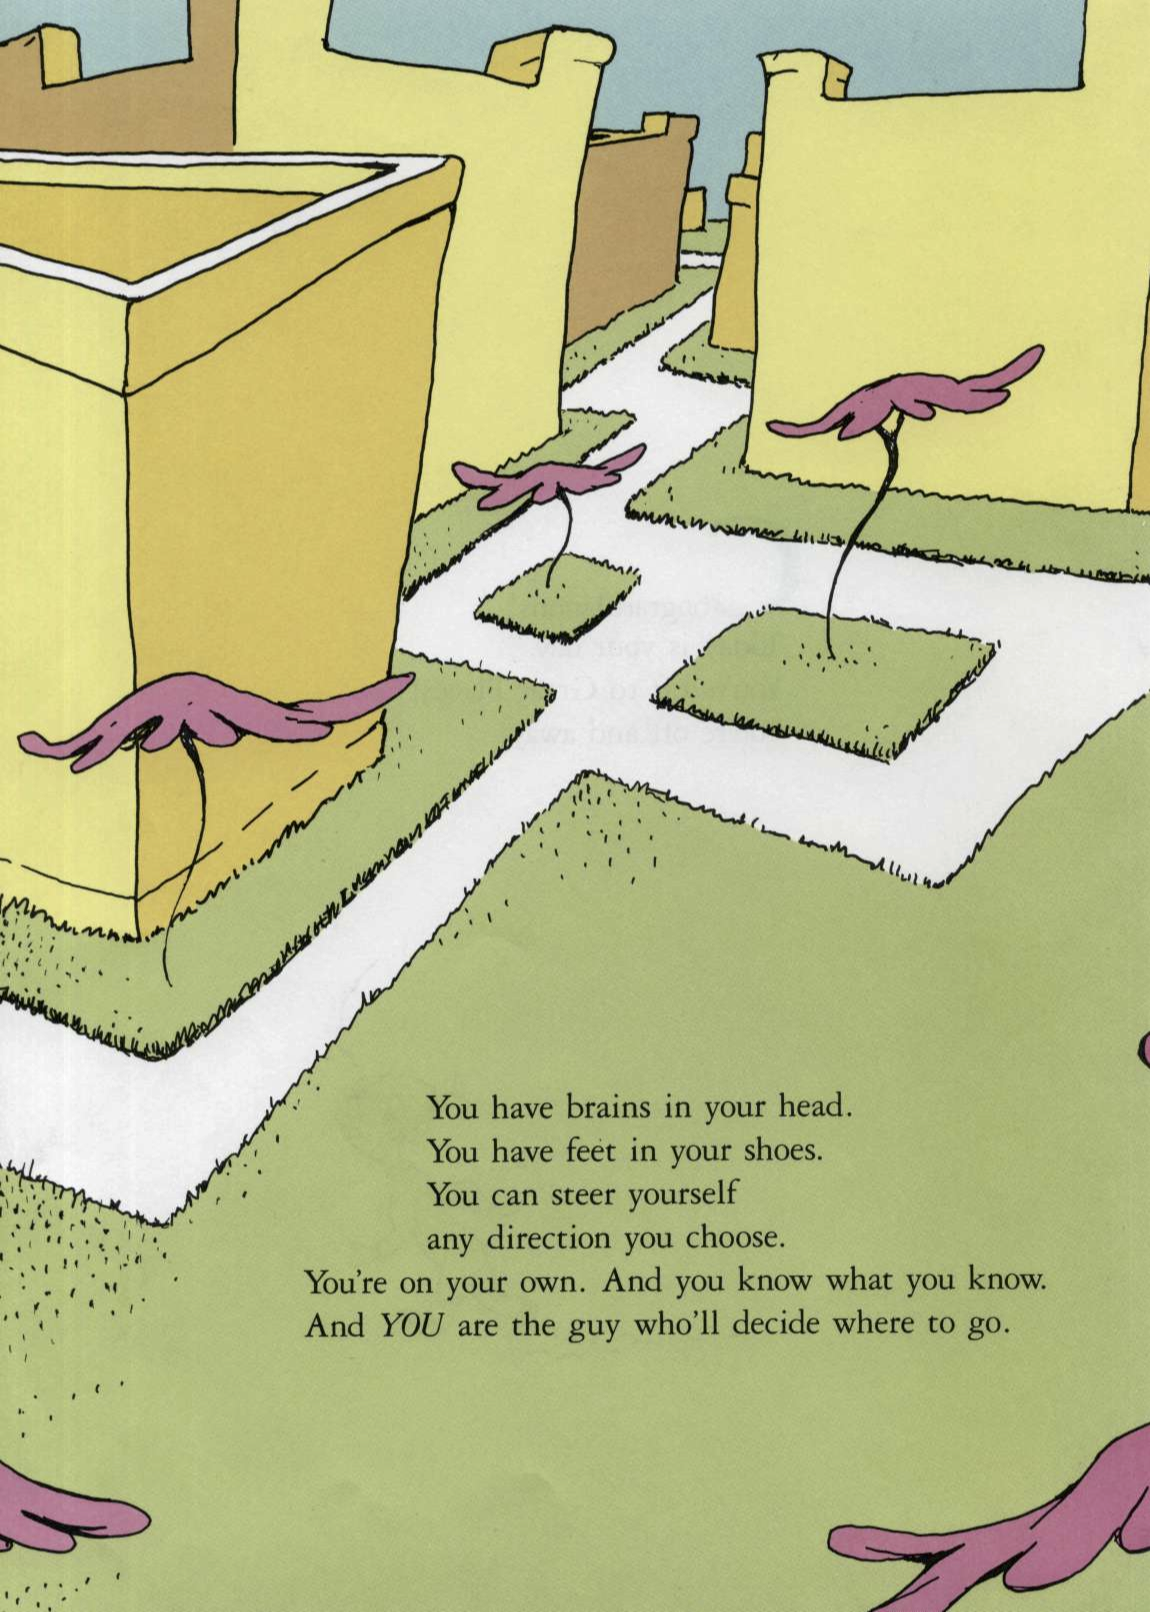 You have brains in your head.
You have feet in your shoes.
You can steer yourself
any direction you choose.
You're on your own. And you know what you know.
And YOU are the guy who'll decide where to go.